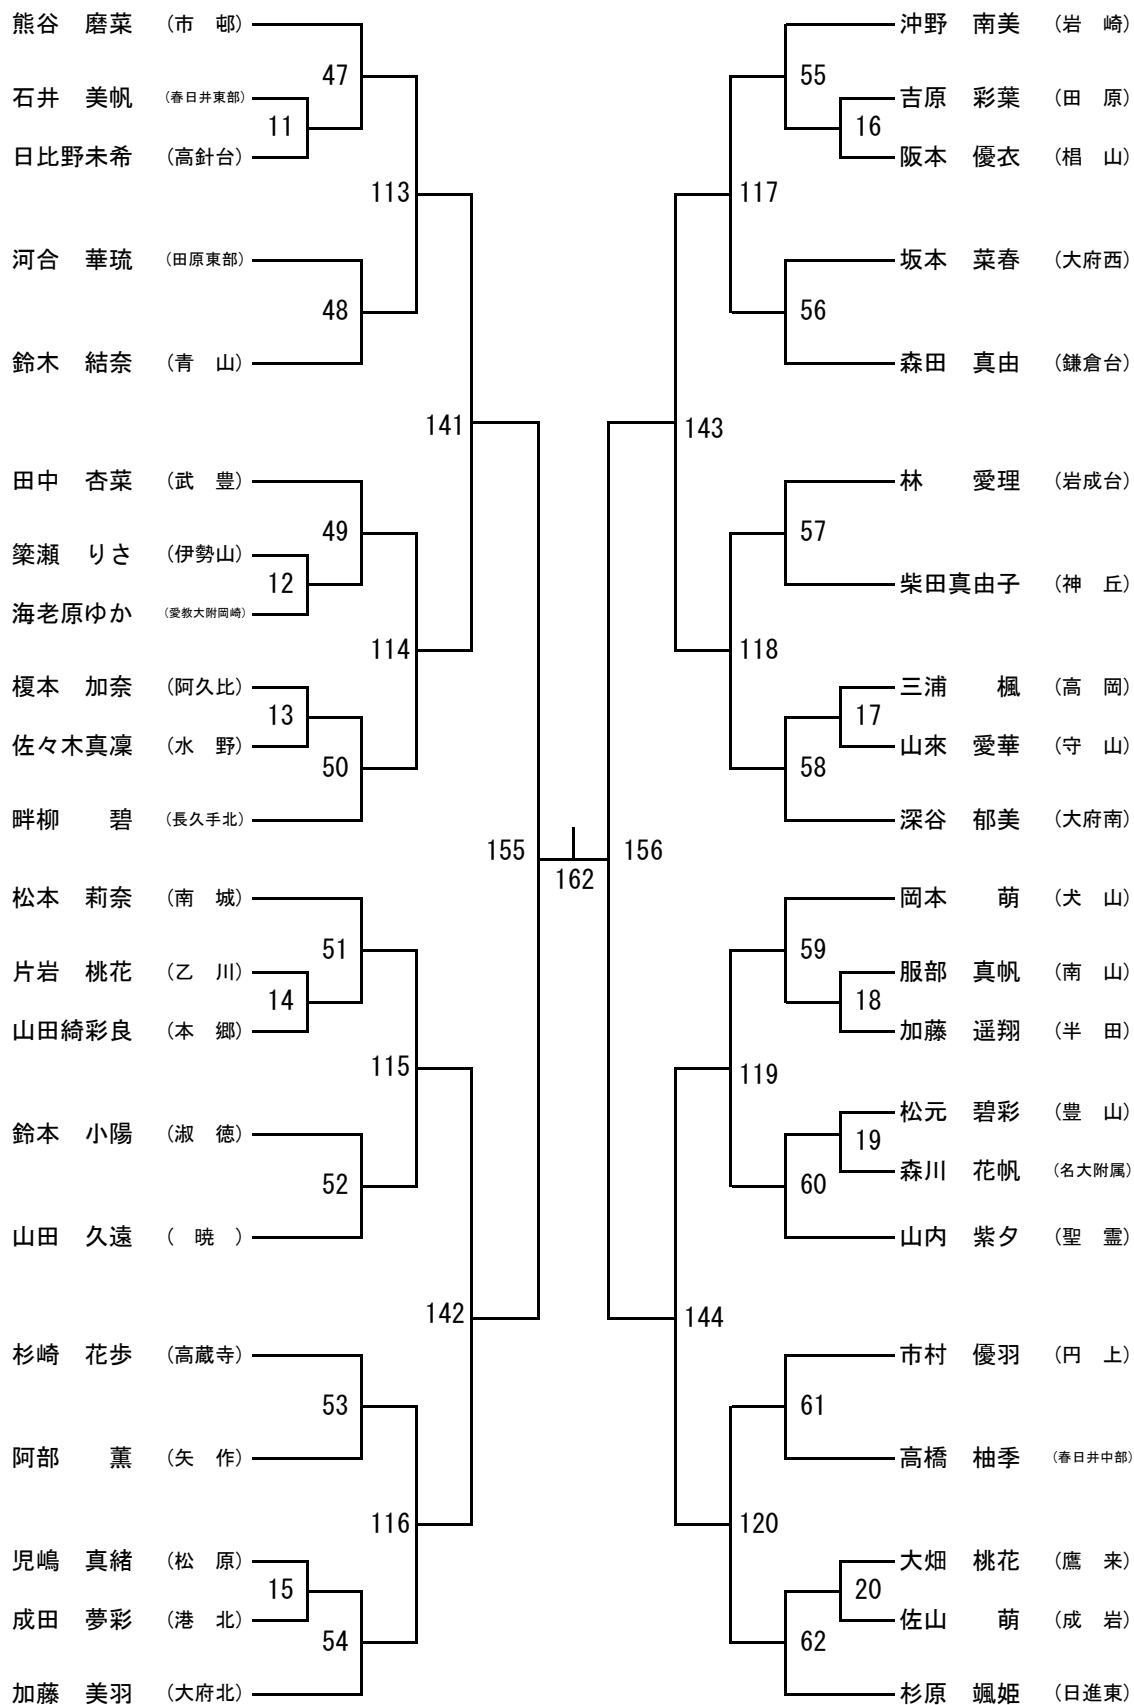 熊谷　磨菜　（市　邨）
47
石井　美帆　（春日井東部）
11
日比野未希　（高針台）
113
河合　華琉　（田原東部）
48
鈴木　結奈　（青　山）
141
田中　杏菜　（武　豊）
49
簗瀬　りさ　（伊勢山）
12
海老原ゆか　（愛教大附岡崎）
114
榎本　加奈　（阿久比）
13
佐々木真凜　（水　野）
50
畔柳　　碧　（長久手北）
155
松本　莉奈　（南　城）
51
片岩　桃花　（乙　川）
14
山田綺彩良　（本　郷）
115
鈴本　小陽　（淑　徳）
52
山田　久遠　（　暁　）
142
杉崎　花歩　（高蔵寺）
53
阿部　　薫　（矢　作）
116
児嶋　真緒　（松　原）
15
成田　夢彩　（港　北）
54
加藤　美羽　（大府北）
162
沖野　南美　（岩　崎）
55
吉原　彩葉　（田　原）
16
阪本　優衣　（椙　山）
117
坂本　菜春　（大府西）
56
森田　真由　（鎌倉台）
143
林　　愛理　（岩成台）
57
柴田真由子　（神　丘）
118
三浦　　楓　（高　岡）
17
山來　愛華　（守　山）
58
深谷　郁美　（大府南）
156
岡本　　萌　（犬　山）
59
服部　真帆　（南　山）
18
加藤　遥翔　（半　田）
119
松元　碧彩　（豊　山）
19
森川　花帆　（名大附属）
60
山内　紫夕　（聖　霊）
144
市村　優羽　（円　上）
61
高橋　柚季　（春日井中部）
120
大畑　桃花　（鷹　来）
20
佐山　　萌　（成　岩）
62
杉原　颯姫　（日進東）